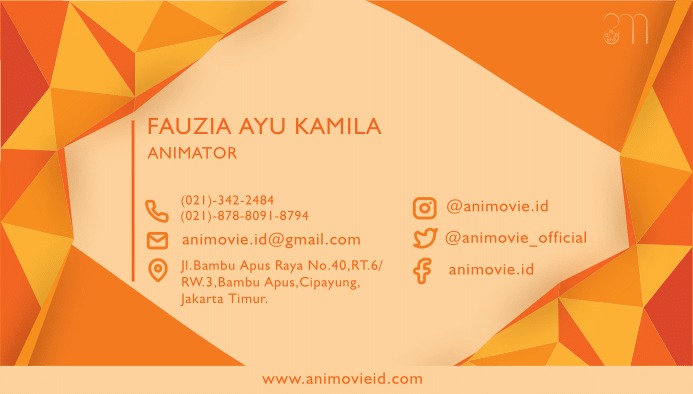 FAUZIA AYU KAMILA
ANIMATOR
(021)-342-2484
(021)-878-8091-8794
animovie.id@gmail.com
Jl.Bambu Apus Raya No.40,RT.6/
RW.3,Bambu Apus,Cipayung,
Jakarta Timur.
@animovie.id
@animovie_official
animovie.id
www.animovieid.com